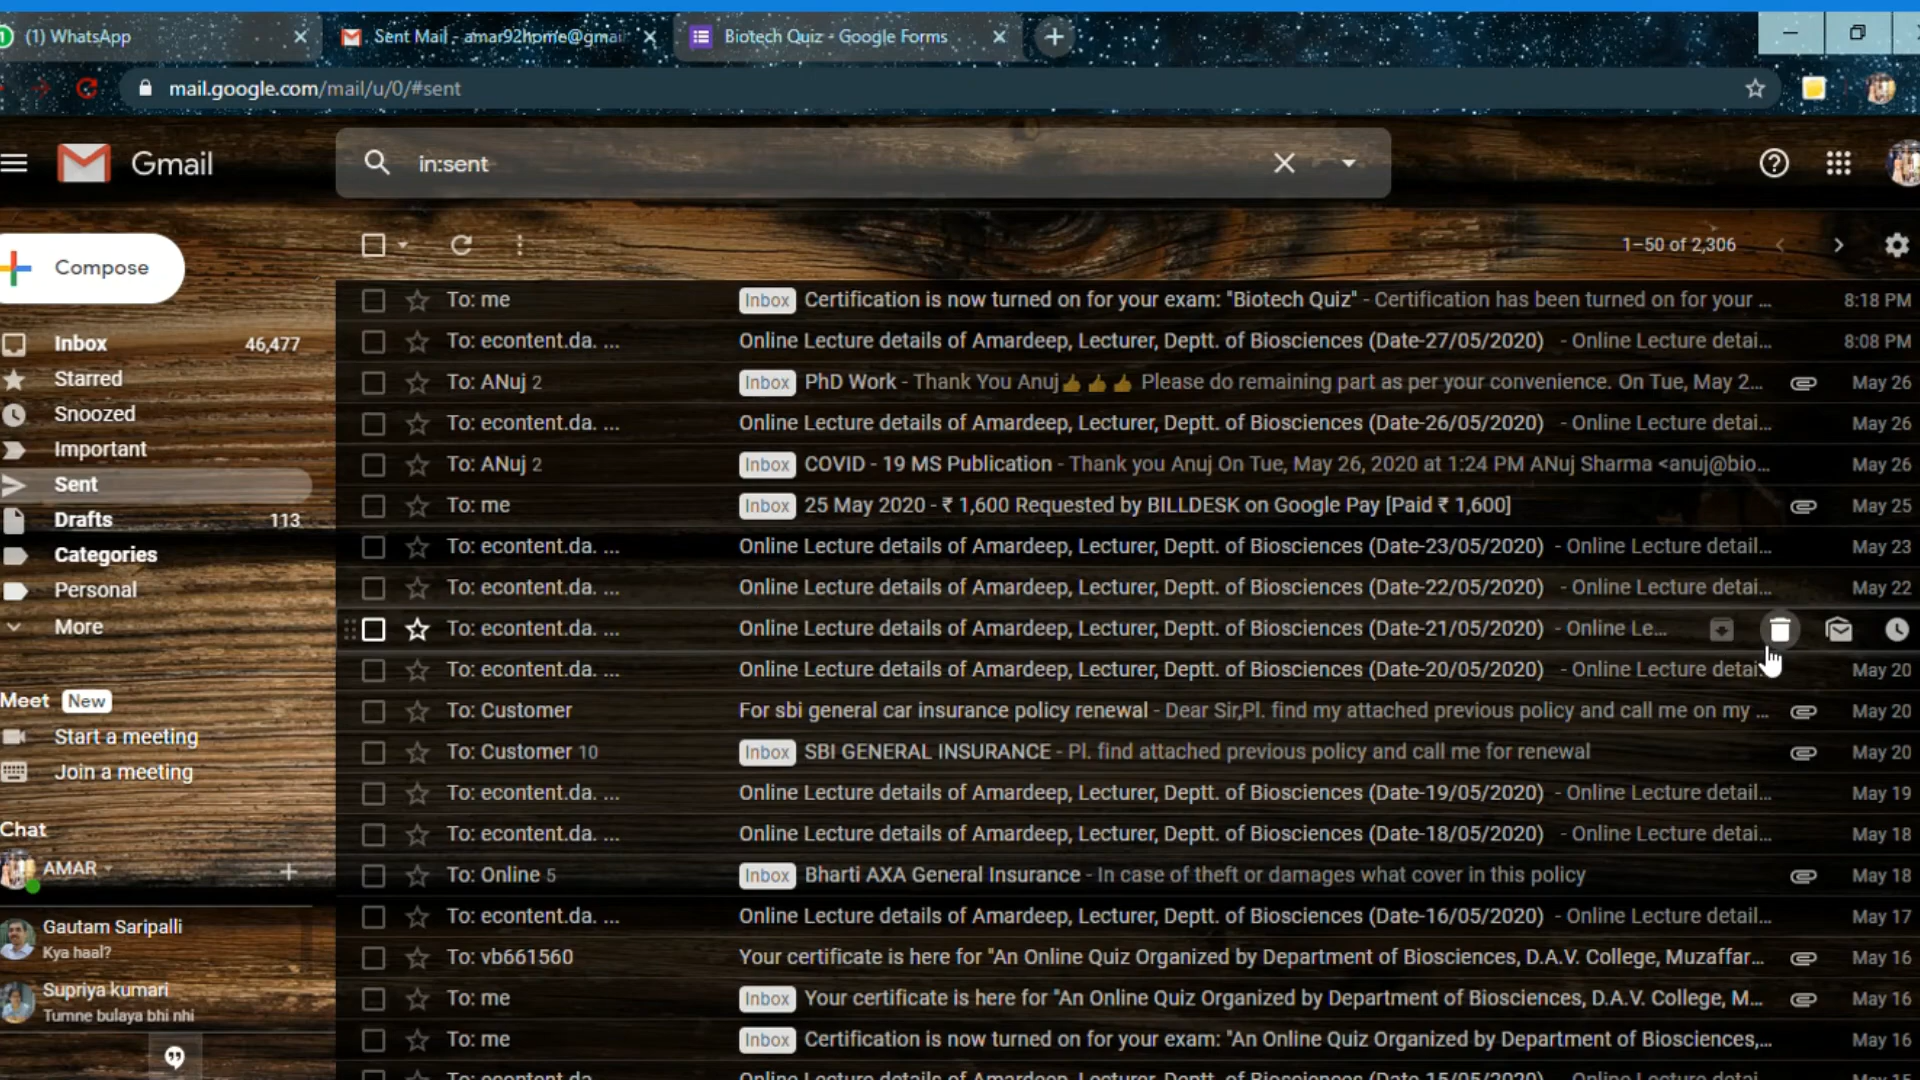 (1) WhatsApp
Sent Mail - amar92home@gmai
Biotech Quiz - Google Forms
mail.google.com/mail/u/0/#sent
Gmail
in:sent
Compose
1–50 of 2,306
Inbox 46,477
Starred
Snoozed
Important
Sent
Drafts 113
Categories
Personal
More
Meet New
Start a meeting
Join a meeting
Chat
AMAR
Gautam Saripalli
Kya haal?
Supriya kumari
Tumne bulaya bhi nhi
To: me Inbox Certification is now turned on for your exam: "Biotech Quiz" - Certification has been turned on for your ... 8:18 PM
To: econtent.da. ... Online Lecture details of Amardeep, Lecturer, Deptt. of Biosciences (Date-27/05/2020) - Online Lecture detai... 8:08 PM
To: ANuj 2 Inbox PhD Work - Thank You Anuj👍👍👍 Please do remaining part as per your convenience. On Tue, May 2... May 26
To: econtent.da. ... Online Lecture details of Amardeep, Lecturer, Deptt. of Biosciences (Date-26/05/2020) - Online Lecture detai... May 26
To: ANuj 2 Inbox COVID - 19 MS Publication - Thank you Anuj On Tue, May 26, 2020 at 1:24 PM ANuj Sharma <anuj@bio... May 26
To: me Inbox 25 May 2020 - ₹ 1,600 Requested by BILLDESK on Google Pay [Paid ₹ 1,600] May 25
To: econtent.da. ... Online Lecture details of Amardeep, Lecturer, Deptt. of Biosciences (Date-23/05/2020) - Online Lecture detail... May 23
To: econtent.da. ... Online Lecture details of Amardeep, Lecturer, Deptt. of Biosciences (Date-22/05/2020) - Online Lecture detai... May 22
To: econtent.da. ... Online Lecture details of Amardeep, Lecturer, Deptt. of Biosciences (Date-21/05/2020) - Online Le...
To: econtent.da. ... Online Lecture details of Amardeep, Lecturer, Deptt. of Biosciences (Date-20/05/2020) - Online Lecture detai... May 20
To: Customer For sbi general car insurance policy renewal - Dear Sir,Pl. find my attached previous policy and call me on my ... May 20
To: Customer 10 Inbox SBI GENERAL INSURANCE - Pl. find attached previous policy and call me for renewal May 20
To: econtent.da. ... Online Lecture details of Amardeep, Lecturer, Deptt. of Biosciences (Date-19/05/2020) - Online Lecture detail... May 19
To: econtent.da. ... Online Lecture details of Amardeep, Lecturer, Deptt. of Biosciences (Date-18/05/2020) - Online Lecture detai... May 18
To: Online 5 Inbox Bharti AXA General Insurance - In case of theft or damages what cover in this policy May 18
To: econtent.da. ... Online Lecture details of Amardeep, Lecturer, Deptt. of Biosciences (Date-16/05/2020) - Online Lecture detail... May 17
To: vb661560 Your certificate is here for "An Online Quiz Organized by Department of Biosciences, D.A.V. College, Muzaffar... May 16
To: me Inbox Your certificate is here for "An Online Quiz Organized by Department of Biosciences, D.A.V. College, M... May 16
To: me Inbox Certification is now turned on for your exam: "An Online Quiz Organized by Department of Biosciences,... May 16
To: econtent.da. Online Lecture details of Amardeep, Lecturer, Deptt. of Biosciences (Date-15/05/2020) - Online Lecture detai... May 15